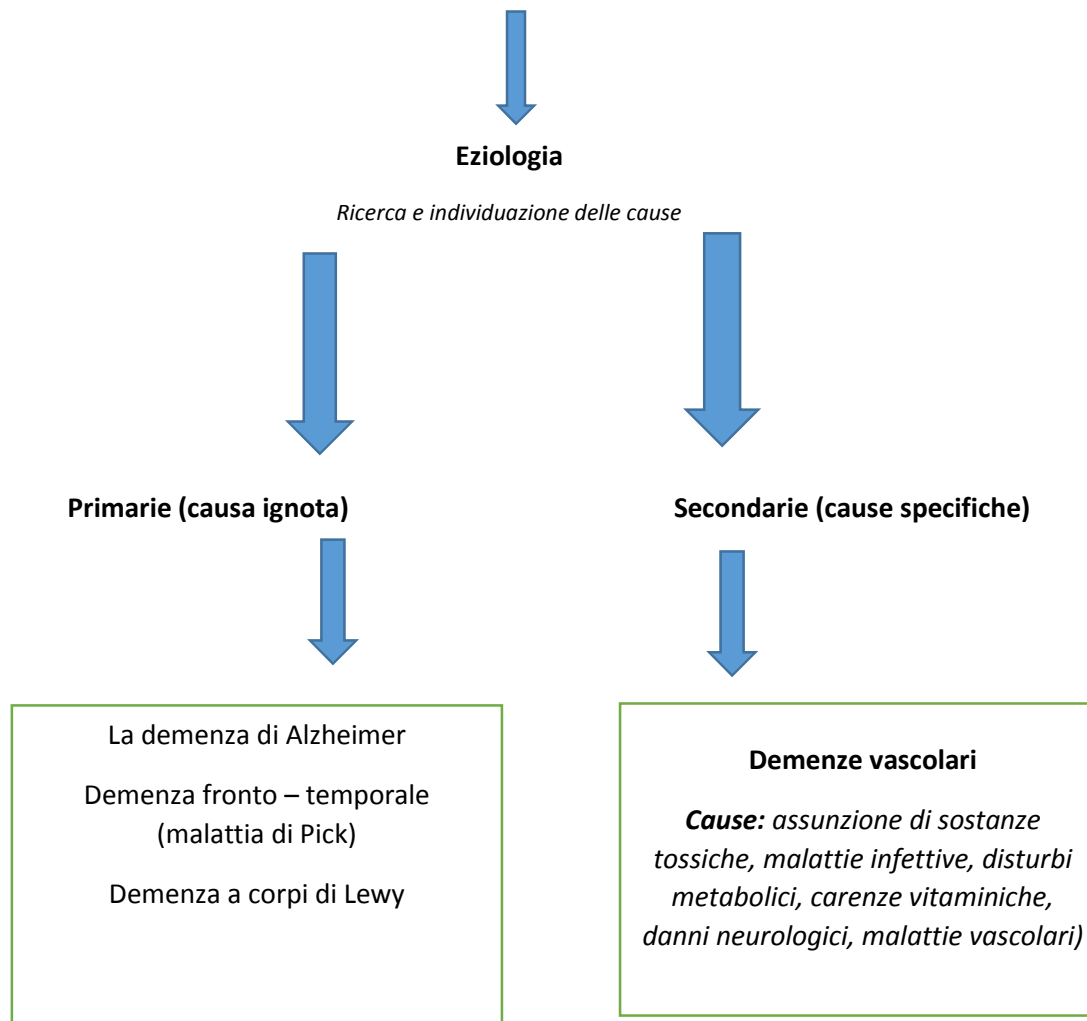 Eziologia
Ricerca e individuazione delle cause
Primarie (causa ignota)
Secondarie (cause specifiche)
La demenza di Alzheimer
Demenza fronto – temporale
(malattia di Pick)
Demenza a corpi di Lewy
Demenze vascolari
Cause: assunzione di sostanze
tossiche, malattie infettive, disturbi
metabolici, carenze vitaminiche,
danni neurologici, malattie vascolari)